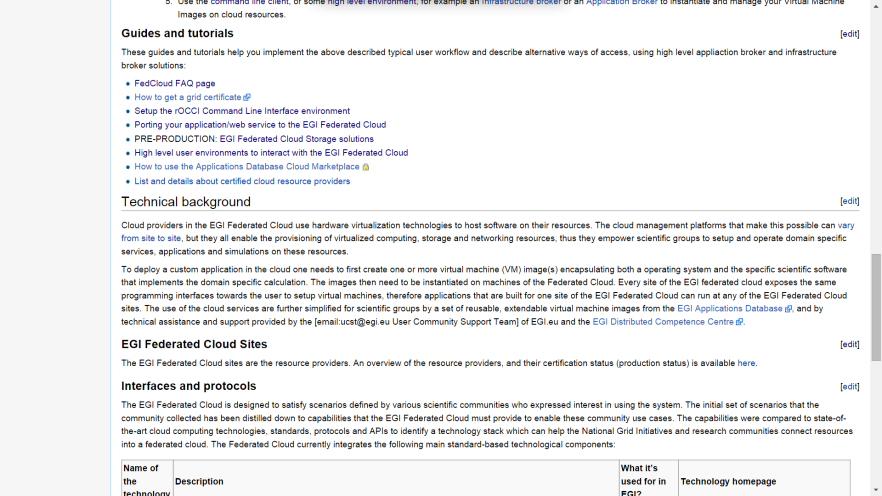 5. Use the command line client, or some high level environment, for example an Infrastructure broker or an Application Broker to instantiate and manage your Virtual Machine
Images on cloud resources.
Guides and tutorials [edit]
These guides and tutorials help you implement the above described typical user workflow and describe alternative ways of access, using high level appliaction broker and infrastructure
broker solutions:
FedCloud FAQ page
How to get a grid certificate
Setup the rOCCI Command Line Interface environment
Porting your application/web service to the EGI Federated Cloud
PRE-PRODUCTION: EGI Federated Cloud Storage solutions
High level user environments to interact with the EGI Federated Cloud
How to use the Applications Database Cloud Marketplace
List and details about certified cloud resource providers
Technical background [edit]
Cloud providers in the EGI Federated Cloud use hardware virtualization technologies to host software on their resources. The cloud management platforms that make this possible can vary
from site to site, but they all enable the provisioning of virtualized computing, storage and networking resources, thus they empower scientific groups to setup and operate domain specific
services, applications and simulations on these resources.
To deploy a custom application in the cloud one needs to first create one or more virtual machine (VM) image(s) encapsulating both a operating system and the specific scientific software
that implements the domain specific calculation. The images then need to be instantiated on machines of the Federated Cloud. Every site of the EGI federated cloud exposes the same
programming interfaces towards the user to setup virtual machines, therefore applications that are built for one site of the EGI Federated Cloud can run at any of the EGI Federated Cloud
sites. The use of the cloud services are further simplified for scientific groups by a set of reusable, extendable virtual machine images from the EGI Applications Database, and by
technical assistance and support provided by the [email:ucst@egi.eu User Community Support Team] of EGI.eu and the EGI Distributed Competence Centre.
EGI Federated Cloud Sites [edit]
The EGI Federated Cloud sites are the resource providers. An overview of the resource providers, and their certification status (production status) is available here.
Interfaces and protocols [edit]
The EGI Federated Cloud is designed to satisfy scenarios defined by various scientific communities who expressed interest in using the system. The initial set of scenarios that the
community collected has been distilled down to capabilities that the EGI Federated Cloud must provide to enable these community use cases. The capabilities were compared to state-of-
the-art cloud computing technologies, standards, protocols and APIs to identify a technology stack which can help the National Grid Initiatives and research communities connect resources
into a federated cloud. The Federated Cloud currently integrates the following main standard-based technological components:
Name of
the
technology
Description
What it's
used for in
EGI?
Technology homepage